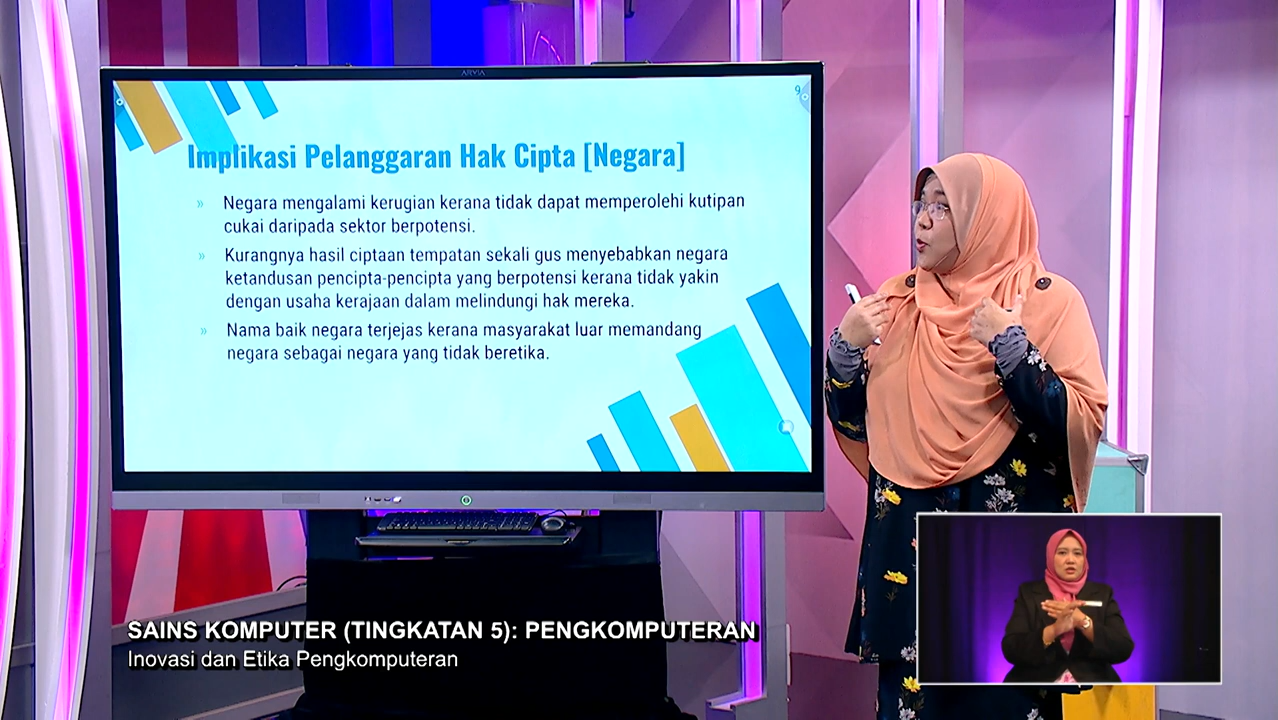 ARVIA
9
Implikasi Pelanggaran Hak Cipta [Negara]
» Negara mengalami kerugian kerana tidak dapat memperolehi kutipan
cukai daripada sektor berpotensi.
» Kurangnya hasil ciptaan tempatan sekali gus menyebabkan negara
ketandusan pencipta-pencipta yang berpotensi kerana tidak yakin
dengan usaha kerajaan dalam melindungi hak mereka.
» Nama baik negara terjejas kerana masyarakat luar memandang
negara sebagai negara yang tidak beretika.
SAINS KOMPUTER (TINGKATAN 5): PENGKOMPUTERAN
Inovasi dan Etika Pengkomputeran